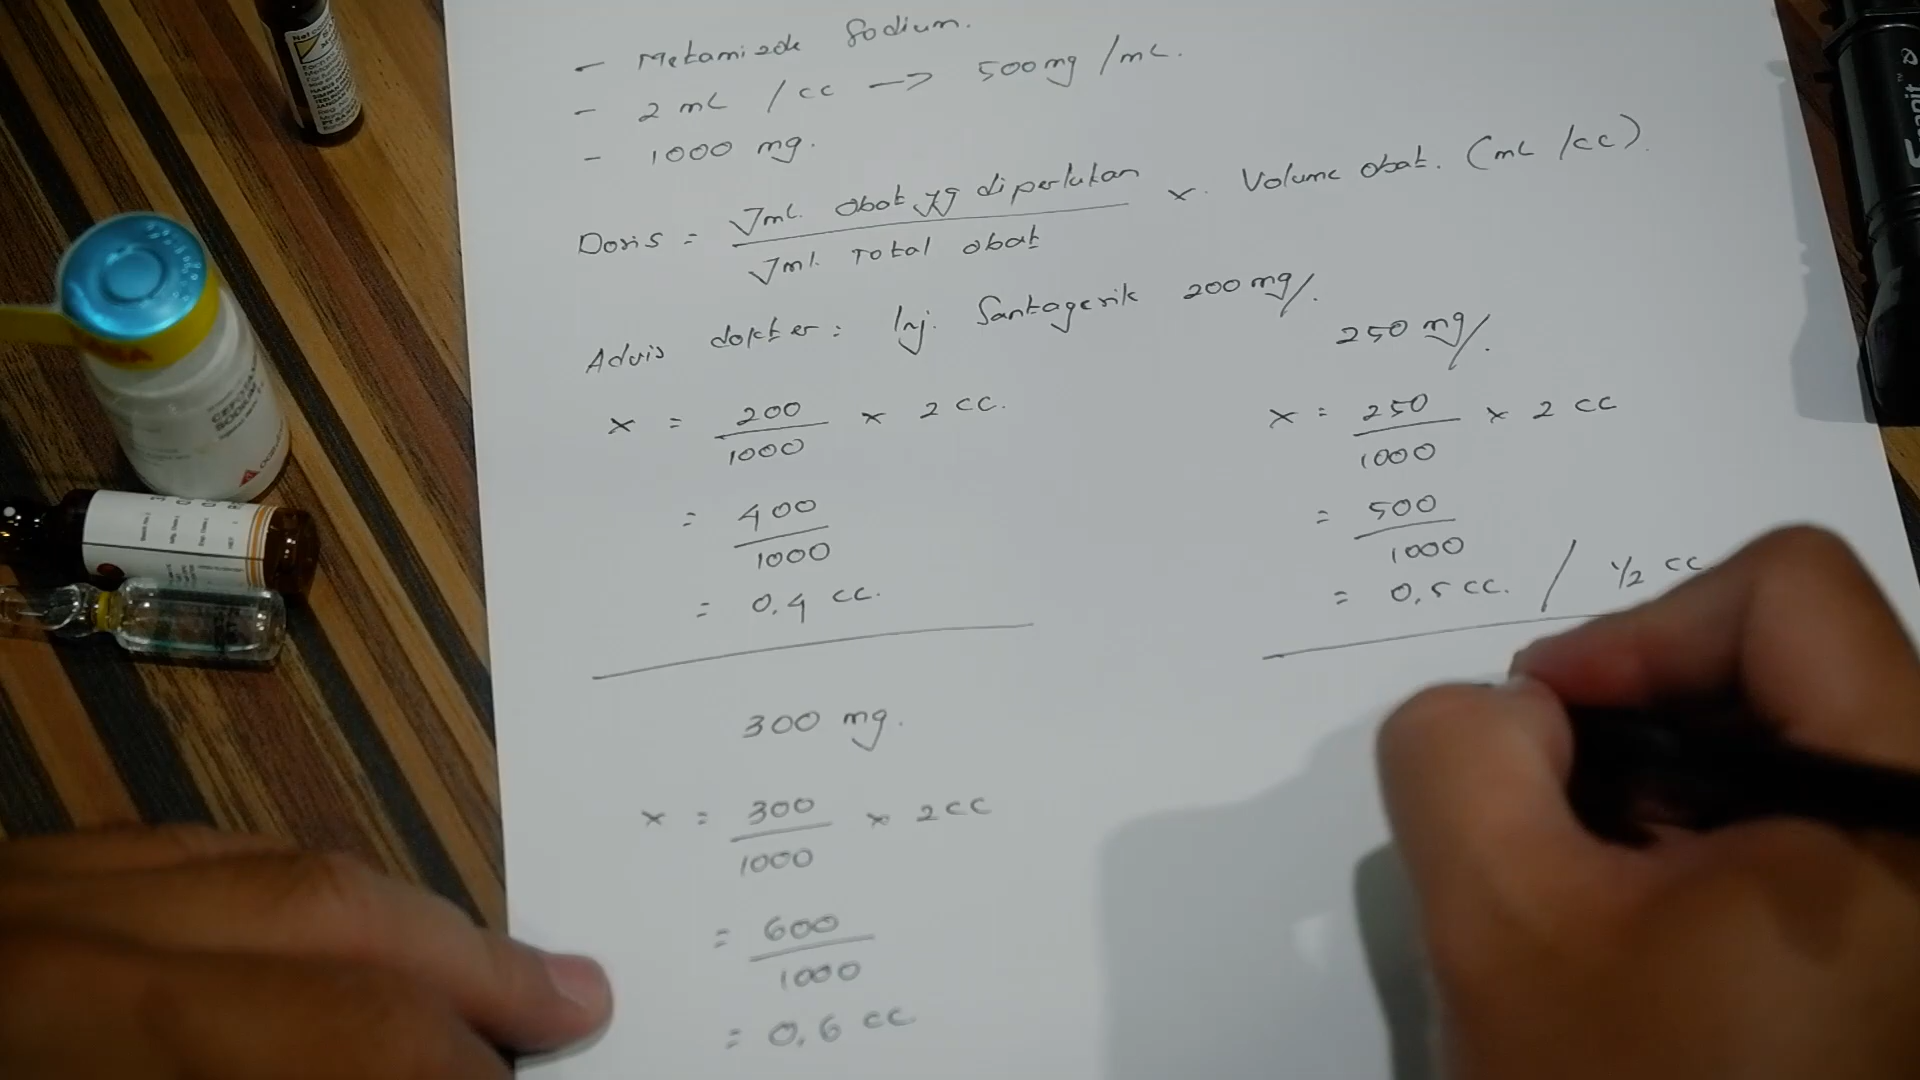 - Metamizole Sodium.
- 2 mL / cc -> 500 mg / mL.
- 1000 mg.
Dosis = Jml. obat yg diperlukan x. Volume obat. (mL /cc).
Jml. Total obat
Advis dokter : Inj. Santagesik 200 mg/.
x = 200 x 2 cc.
1000
= 400
1000
= 0,4 cc.
250 mg/.
x = 250 x 2 cc
1000
= 500
1000
= 0,5 cc. / 1/2 cc.
300 mg.
x = 300 x 2 cc
1000
= 600
1000
= 0,6 cc
SODIUM